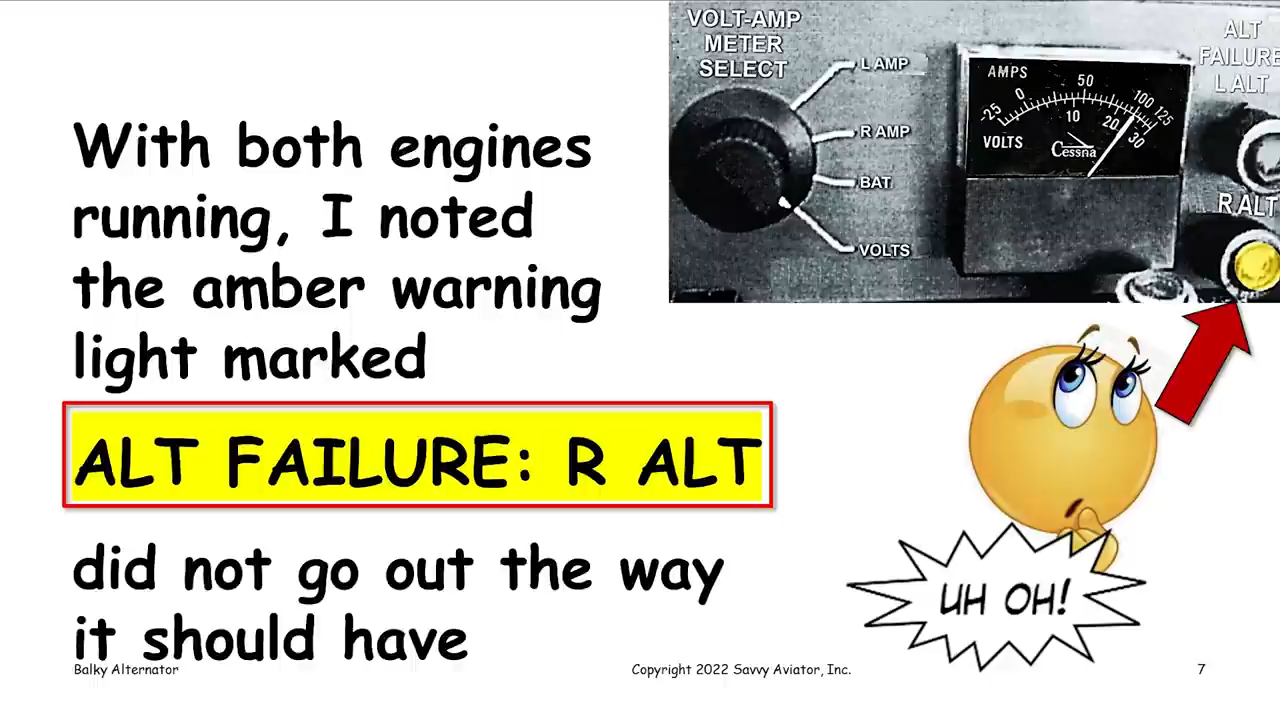 With both engines
running, I noted
the amber warning
light marked
ALT FAILURE: R ALT
did not go out the way
it should have
VOLT-AMP
METER
SELECT
L AMP
R AMP
BAT
VOLTS
AMPS
-25 0 50 100 125
10 20 30
VOLTS
Cessna
ALT
FAILURE
L ALT
R ALT
UH OH!
Balky Alternator
Copyright 2022 Savvy Aviator, Inc.
7